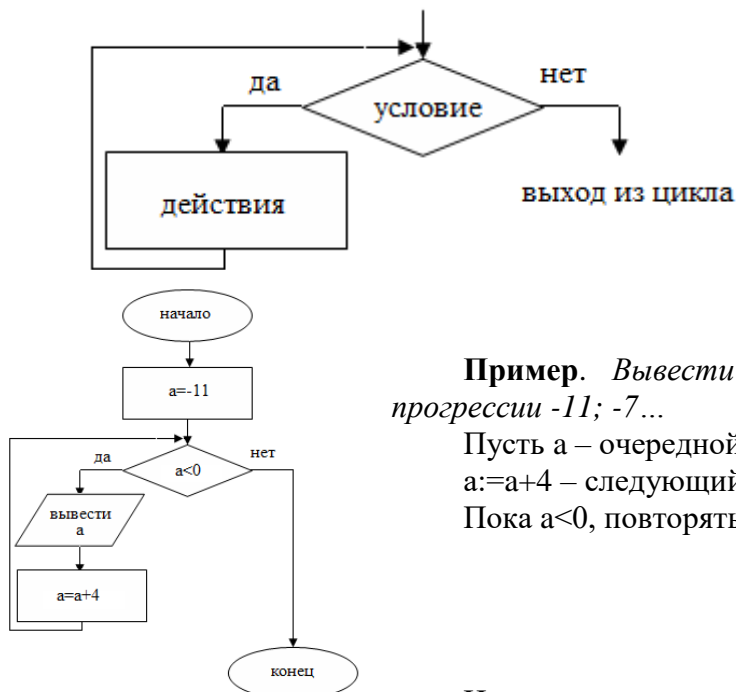 да
нет
условие
действия
выход из цикла
начало
a=-11
да
нет
a<0
вывести
a
a=a+4
конец
Пример. Вывести
прогрессии -11; -7…
Пусть a – очередной
a:=a+4 – следующий
Пока a<0, повторять